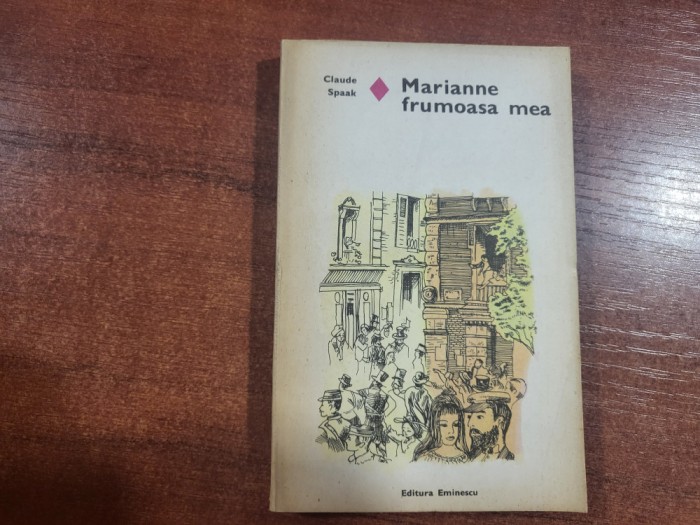 Claude
Spaak
Marianne
frumoasa mea
Editura Eminescu